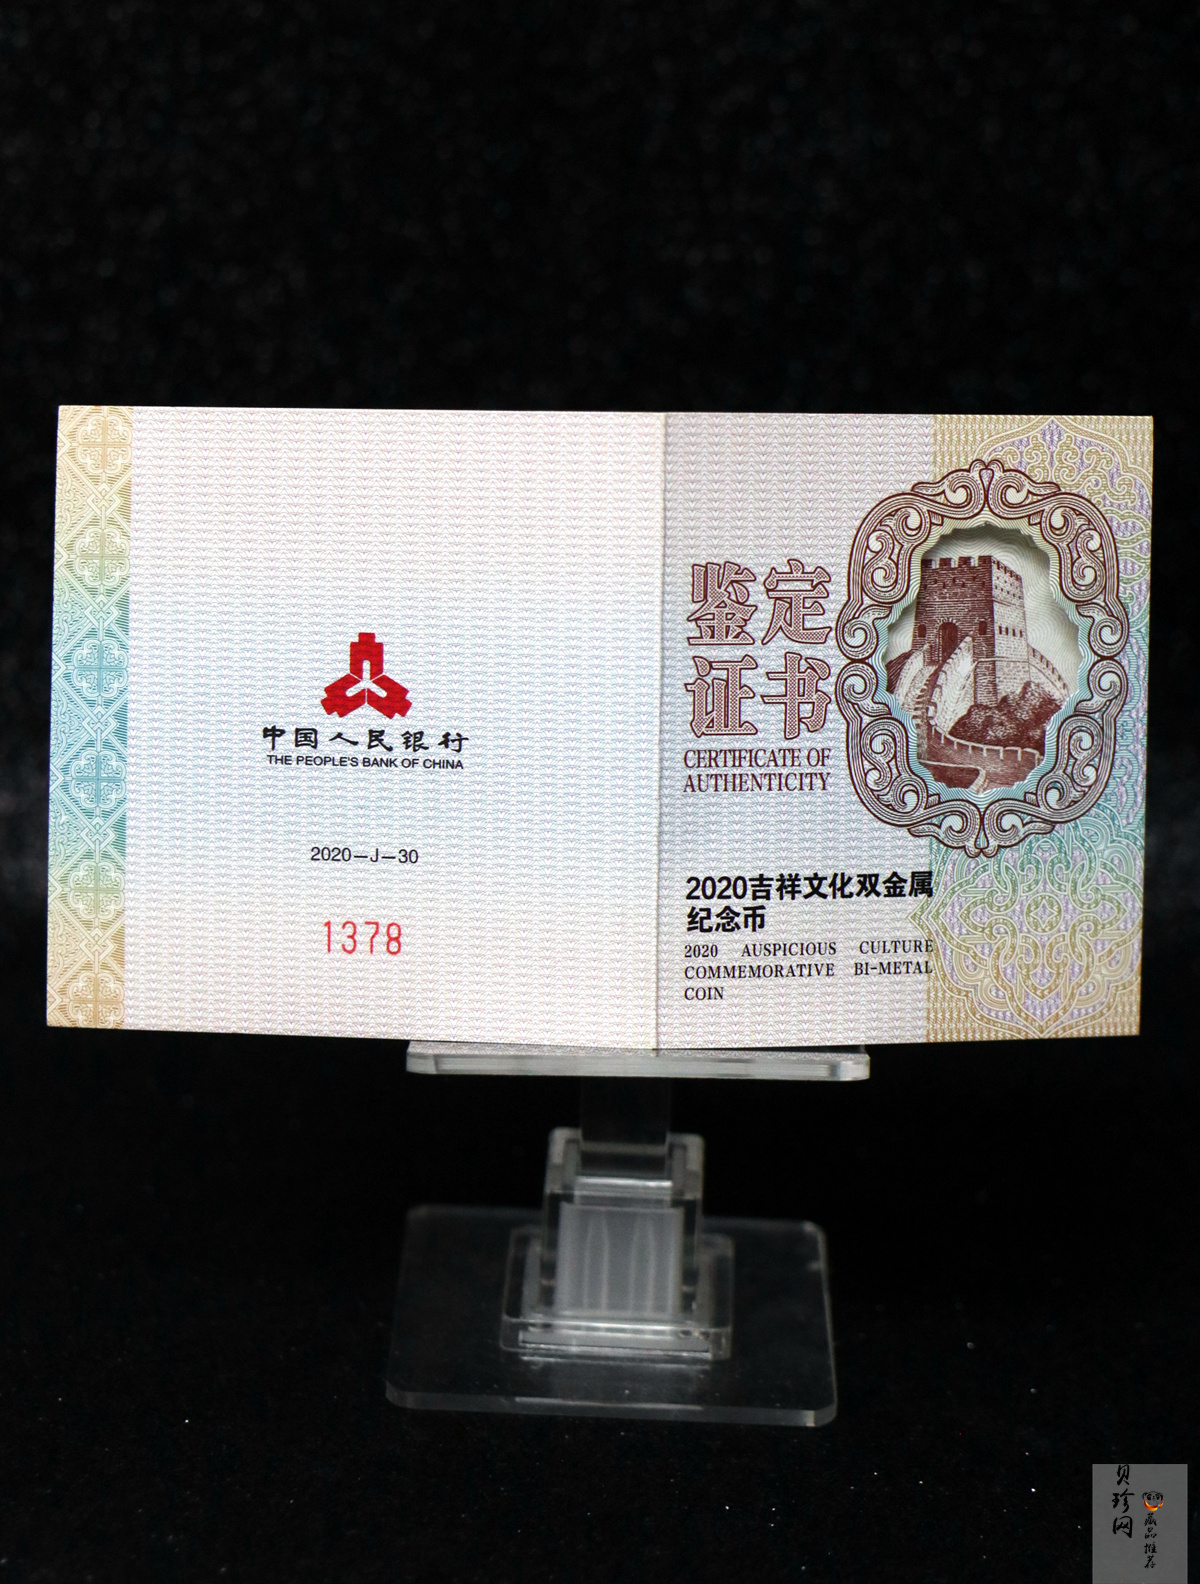 中国人民银行
THE PEOPLE'S BANK OF CHINA
2020—J—30
1378
鉴定
证书
CERTIFICATE OF
AUTHENTICITY
2020吉祥文化双金属
纪念币
2020 AUSPICIOUS CULTURE
COMMEMORATIVE BI-METAL
COIN
贝珍网
藏品推荐